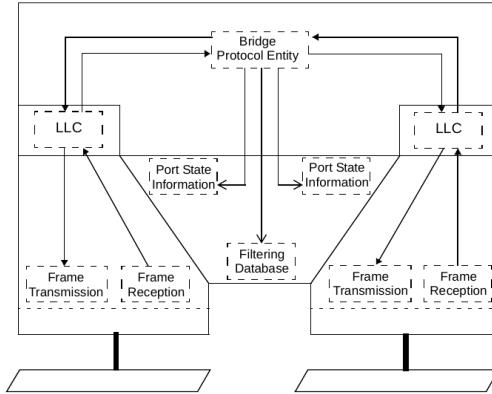 Bridge
Protocol Entity
LLC
LLC
Port State
Information
Port State
Information
Filtering
Database
Frame
Transmission
Frame
Reception
Frame
Transmission
Frame
Reception